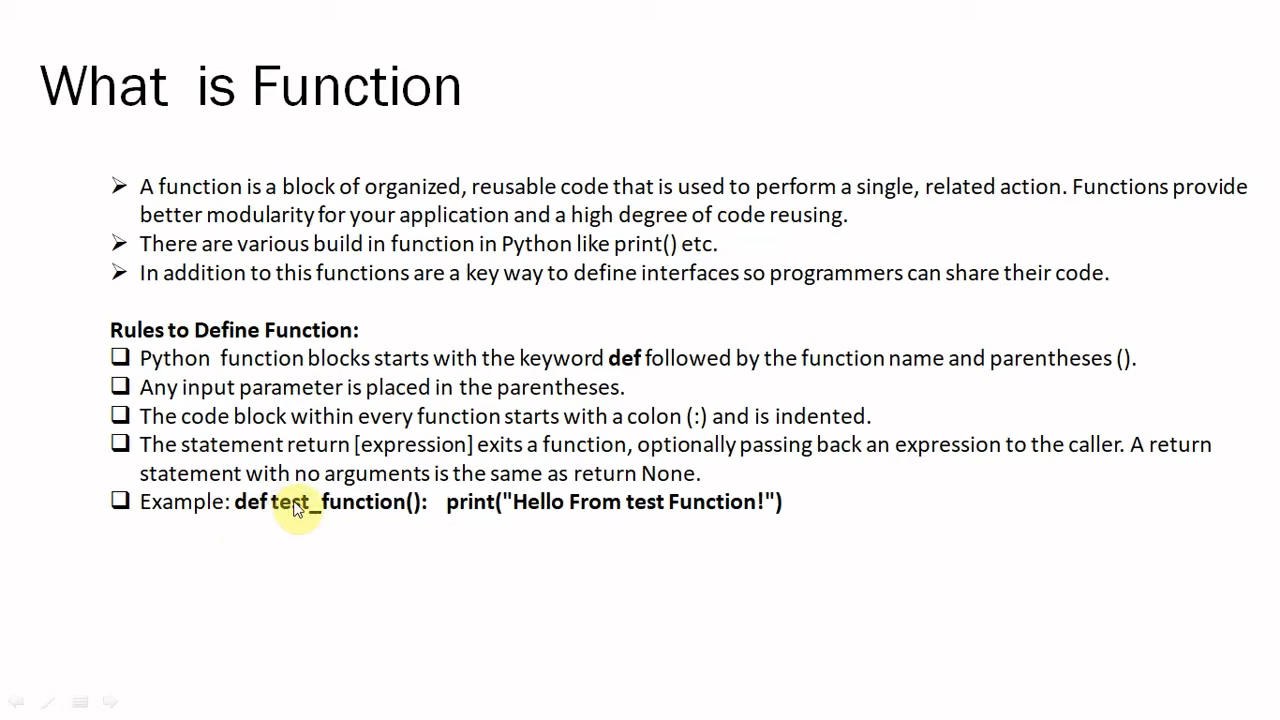 What is Function
A function is a block of organized, reusable code that is used to perform a single, related action. Functions provide
better modularity for your application and a high degree of code reusing.
There are various build in function in Python like print() etc.
In addition to this functions are a key way to define interfaces so programmers can share their code.
Rules to Define Function:
Python function blocks starts with the keyword def followed by the function name and parentheses ().
Any input parameter is placed in the parentheses.
The code block within every function starts with a colon (:) and is indented.
The statement return [expression] exits a function, optionally passing back an expression to the caller. A return
statement with no arguments is the same as return None.
Example: def test_function(): print("Hello From test Function!")